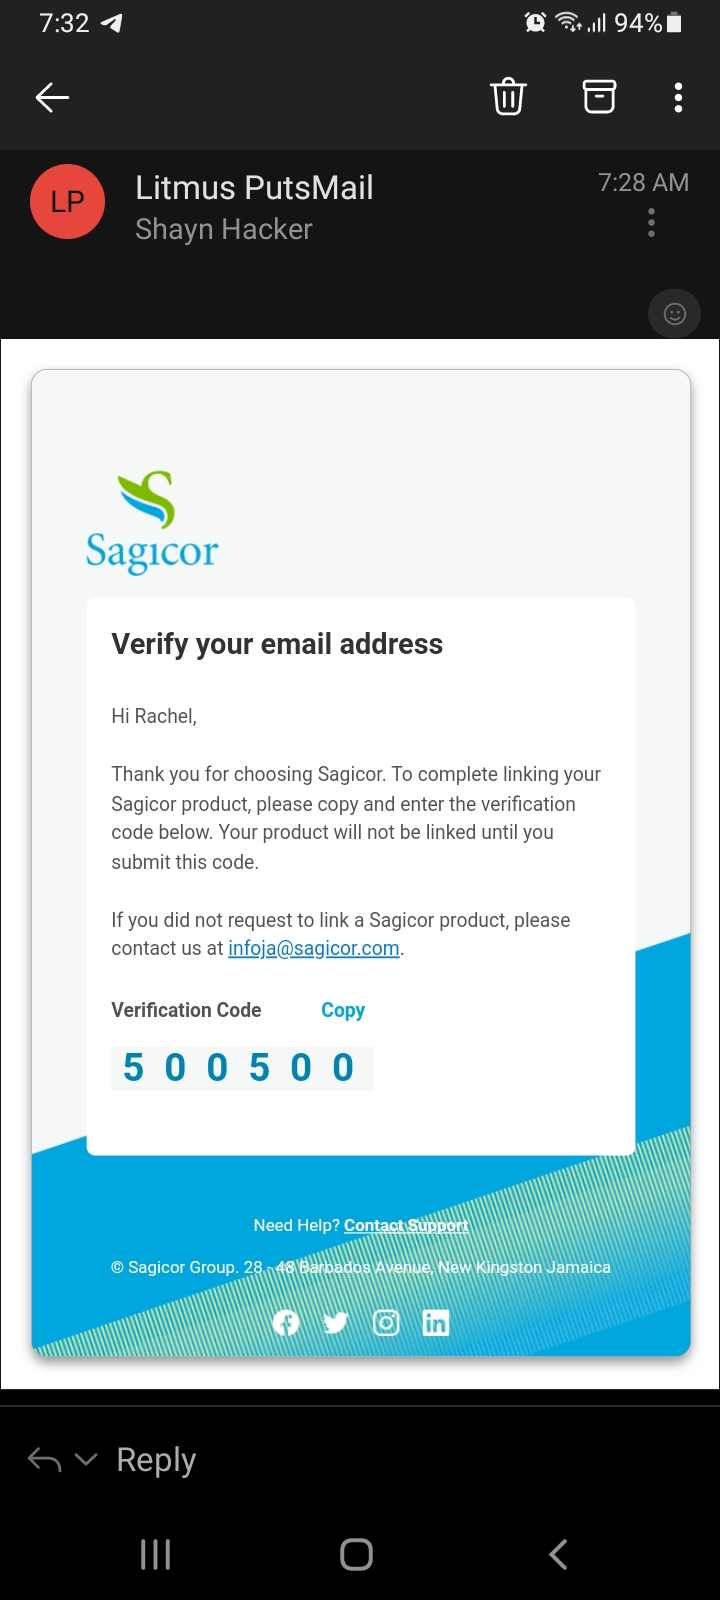 7:32 94%
LP Litmus PutsMail 7:28 AM
Shayn Hacker
Sagicor
Verify your email address
Hi Rachel,
Thank you for choosing Sagicor. To complete linking your
Sagicor product, please copy and enter the verification
code below. Your product will not be linked until you
submit this code.
If you did not request to link a Sagicor product, please
contact us at infoja@sagicor.com.
Verification Code Copy
5 0 0 5 0 0
Need Help? Contact Support
© Sagicor Group. 28 - 48 Barbados Avenue, New Kingston Jamaica
Reply